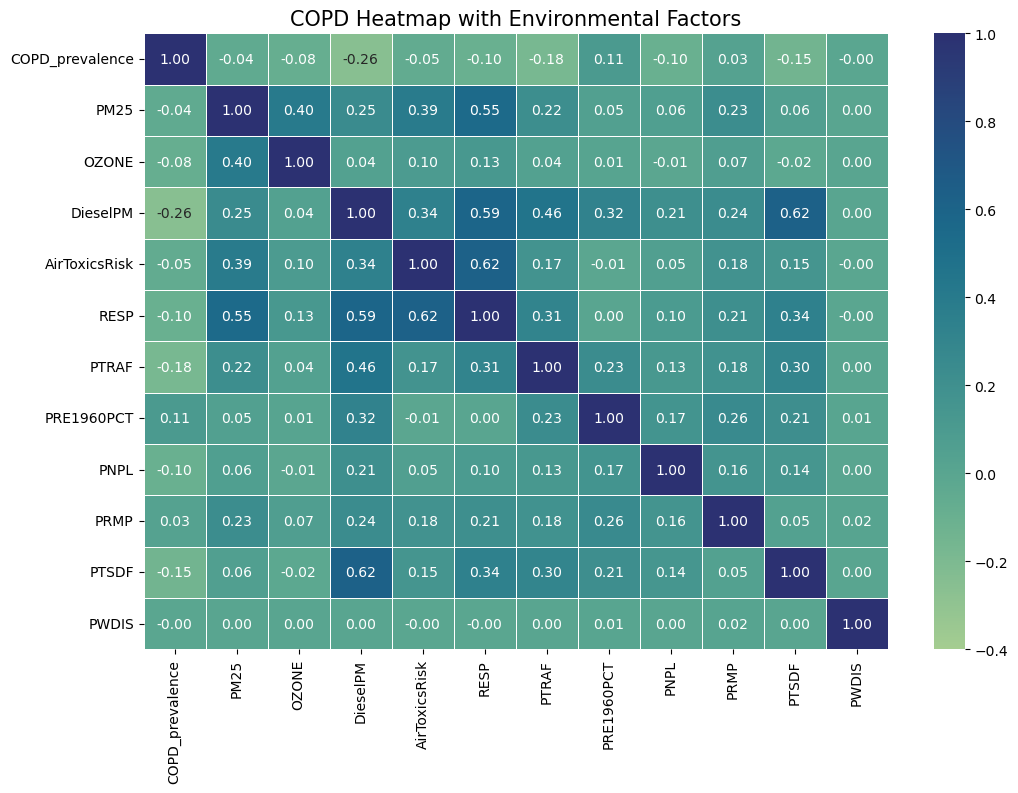 COPD Heatmap with Environmental Factors
COPD_prevalence 1.00 -0.04 -0.08 -0.26 -0.05 -0.10 -0.18 0.11 -0.10 0.03 -0.15 -0.00
PM25 -0.04 1.00 0.40 0.25 0.39 0.55 0.22 0.05 0.06 0.23 0.06 0.00
OZONE -0.08 0.40 1.00 0.04 0.10 0.13 0.04 0.01 -0.01 0.07 -0.02 0.00
DieselPM -0.26 0.25 0.04 1.00 0.34 0.59 0.46 0.32 0.21 0.24 0.62 0.00
AirToxicsRisk -0.05 0.39 0.10 0.34 1.00 0.62 0.17 -0.01 0.05 0.18 0.15 -0.00
RESP -0.10 0.55 0.13 0.59 0.62 1.00 0.31 0.00 0.10 0.21 0.34 -0.00
PTRAF -0.18 0.22 0.04 0.46 0.17 0.31 1.00 0.23 0.13 0.18 0.30 0.00
PRE1960PCT 0.11 0.05 0.01 0.32 -0.01 0.00 0.23 1.00 0.17 0.26 0.21 0.01
PNPL -0.10 0.06 -0.01 0.21 0.05 0.10 0.13 0.17 1.00 0.16 0.14 0.00
PRMP 0.03 0.23 0.07 0.24 0.18 0.21 0.18 0.26 0.16 1.00 0.05 0.02
PTSDF -0.15 0.06 -0.02 0.62 0.15 0.34 0.30 0.21 0.14 0.05 1.00 0.00
PWDIS -0.00 0.00 0.00 0.00 -0.00 -0.00 0.00 0.01 0.00 0.02 0.00 1.00
COPD_prevalence
PM25
OZONE
DieselPM
AirToxicsRisk
RESP
PTRAF
PRE1960PCT
PNPL
PRMP
PTSDF
PWDIS
1.0
0.8
0.6
0.4
0.2
0.0
−0.2
−0.4